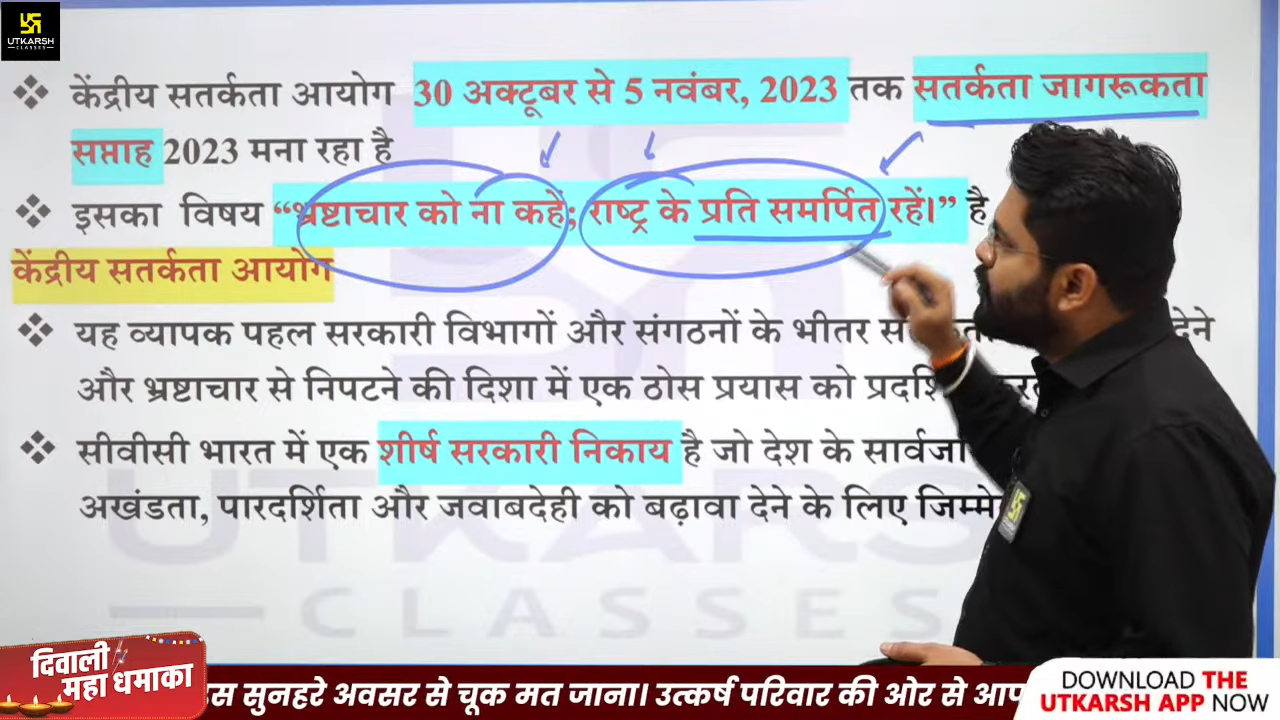 UTKARSH
CLASSES
❖ केंद्रीय सतर्कता आयोग 30 अक्टूबर से 5 नवंबर, 2023 तक सतर्कता जागरूकता
सप्ताह 2023 मना रहा है
❖ इसका विषय “भ्रष्टाचार को ना कहें; राष्ट्र के प्रति समर्पित रहें।” है
केंद्रीय सतर्कता आयोग
❖ यह व्यापक पहल सरकारी विभागों और संगठनों के भीतर देने
और भ्रष्टाचार से निपटने की दिशा में एक ठोस प्रयास को
❖ सीवीसी भारत में एक शीर्ष सरकारी निकाय है जो देश के
अखंडता, पारदर्शिता और जवाबदेही को बढ़ावा देने के लिए
UTKARS
CLASSES
दिवाली
महा धमाका
सुनहरे अवसर से चूक मत जाना। उत्कर्ष परिवार की ओर से
DOWNLOAD THE
UTKARSH APP NOW